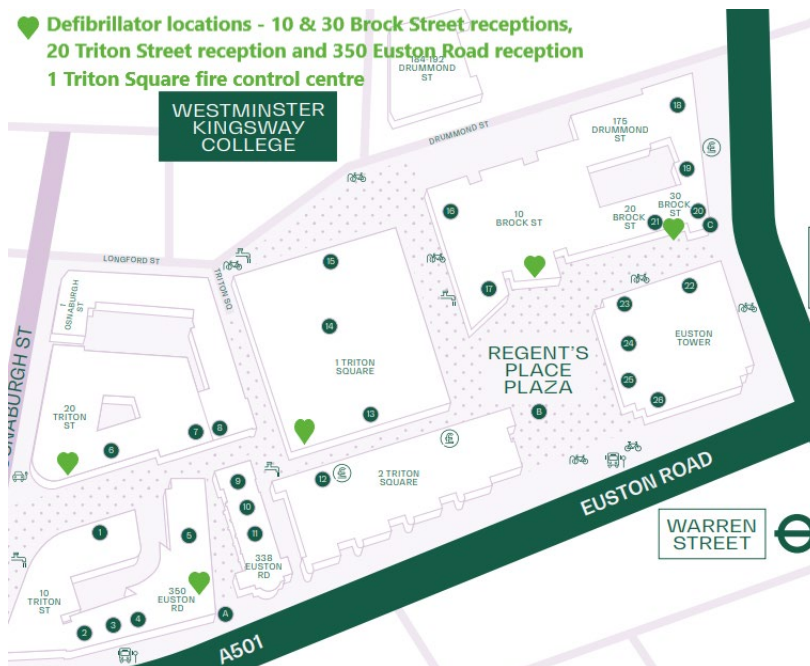 Defibrillator locations - 10 & 30 Brock Street receptions,
20 Triton Street reception and 350 Euston Road reception
1 Triton Square fire control centre
184-192
DRUMMOND
ST
WESTMINSTER
KINGSWAY
COLLEGE
DRUMMOND ST
175
DRUMMOND
ST
18
19
30
BROCK
ST
20
21
C
20
BROCK
ST
10
BROCK ST
16
17
LONGFORD ST
TRITON SQ
1
OSNABURGH
ST
OSNABURGH ST
15
14
1 TRITON
SQUARE
13
22
23
24
25
26
EUSTON
TOWER
REGENT'S
PLACE
PLAZA
B
20
TRITON
ST
6
7
8
9
10
11
338
EUSTON
RD
12
2 TRITON
SQUARE
EUSTON ROAD
WARREN
STREET
1
5
10
TRITON
ST
2
3
4
350
EUSTON
RD
A
A501